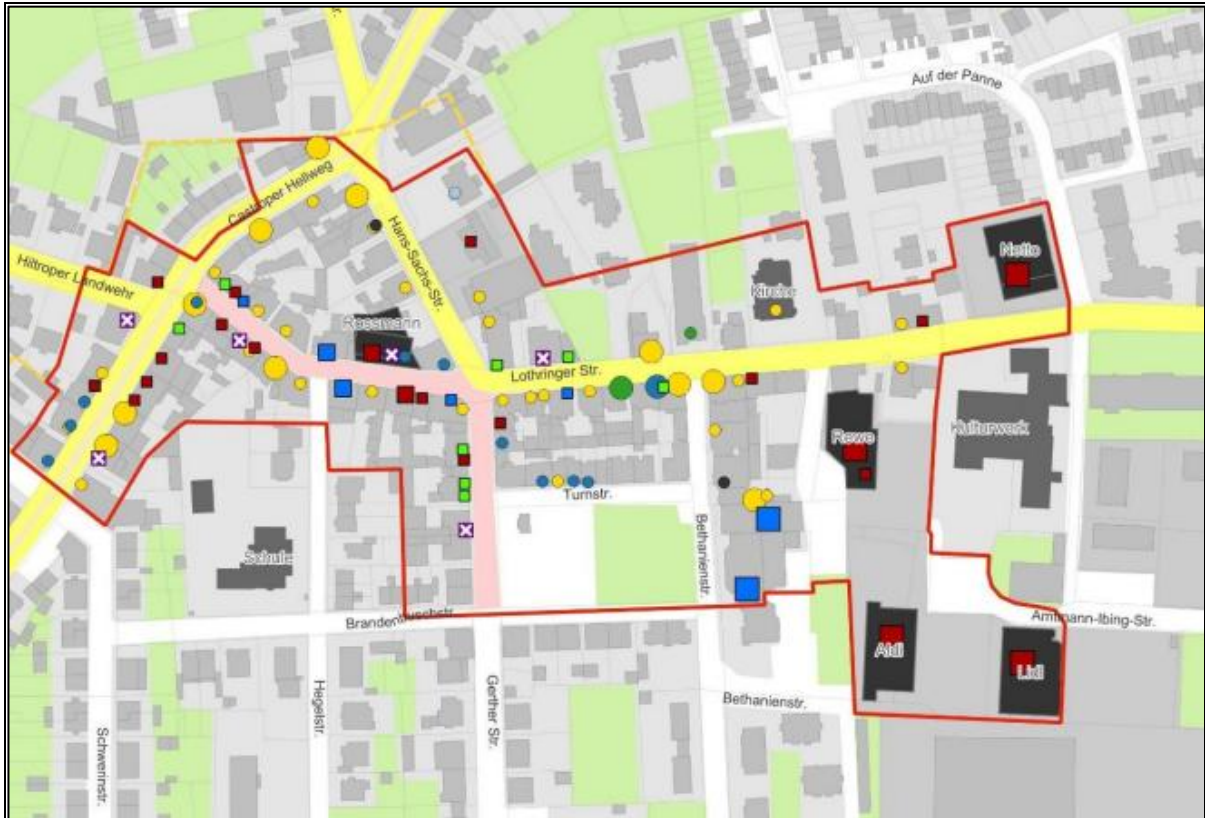 Auf der Panne
Castroper Hellweg
Hiltroper Landwehr
Hans-Sachs-Str.
Netto
Kirche
Rossmann
Lothringer Str.
Rewe
Kulturwerk
Turnstr.
Bethanienstr.
Schule
Brandenbuschstr.
Amtmann-Ibing-Str.
Aldi
Lidl
Hegelstr.
Gerther Str.
Bethanienstr.
Schwerinstr.